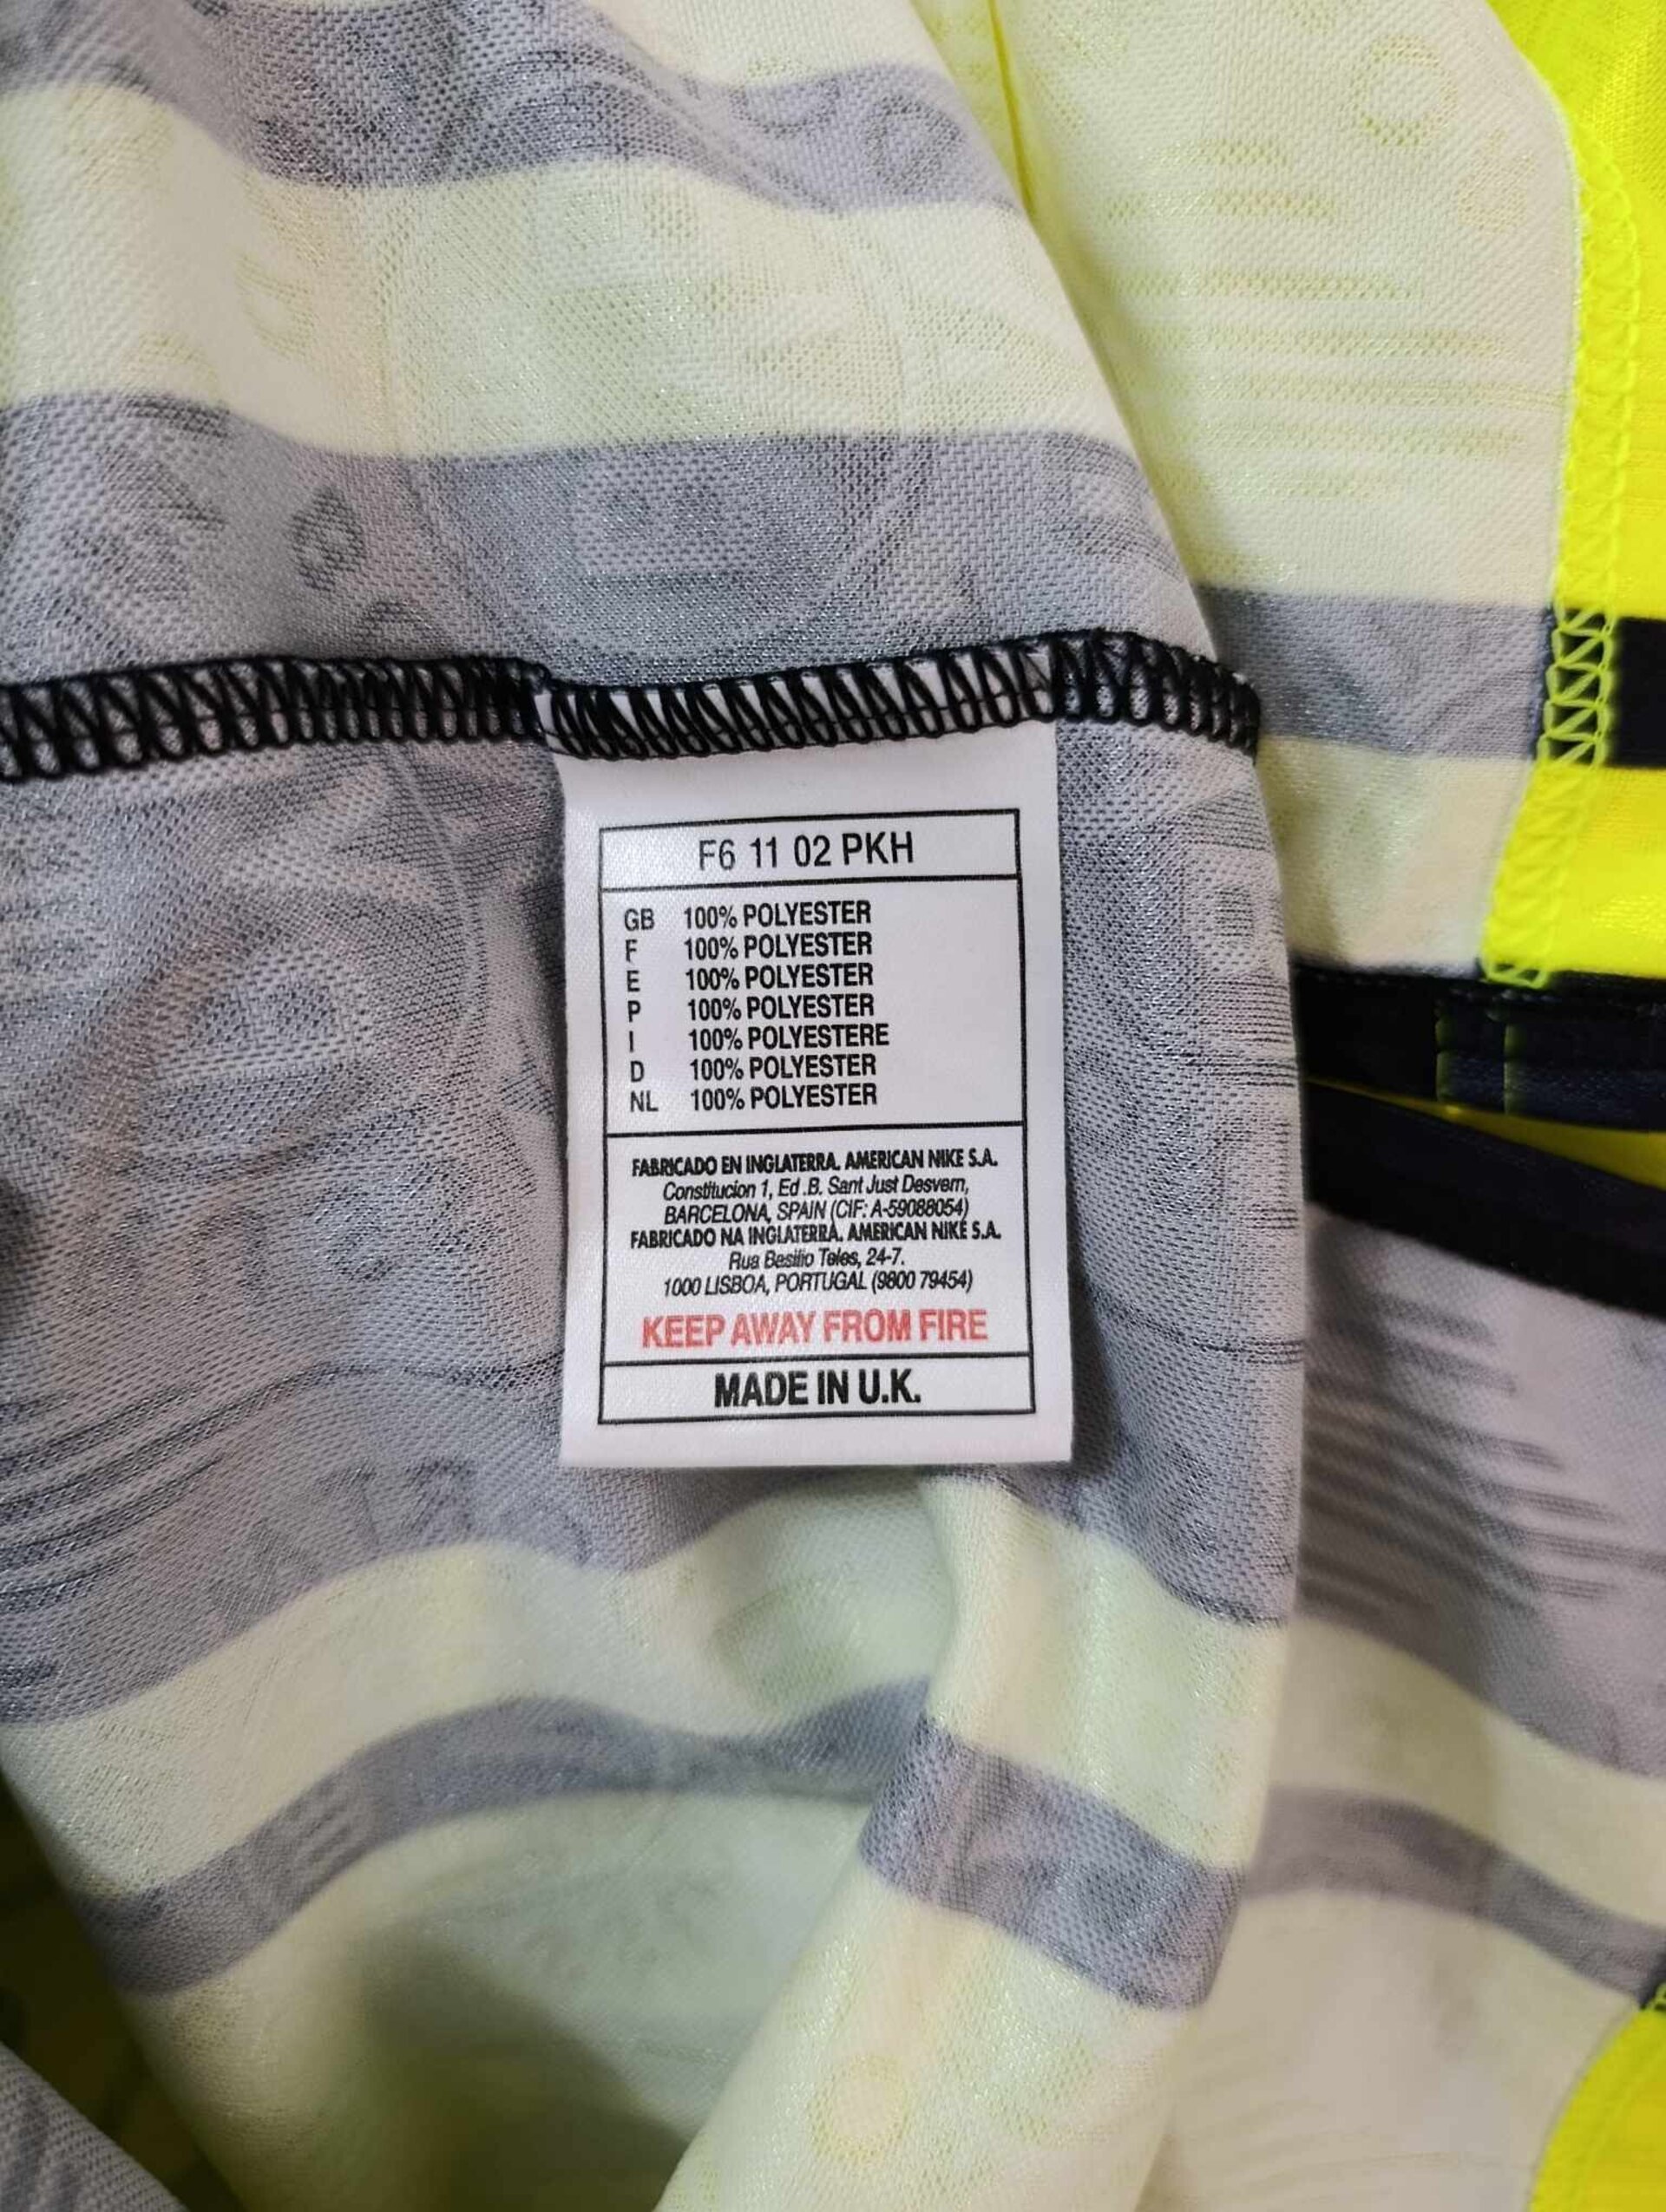 F6 11 02 PKH
GB 100% POLYESTER
F 100% POLYESTER
E 100% POLYESTER
P 100% POLYESTER
I 100% POLYESTERE
D 100% POLYESTER
NL 100% POLYESTER
FABRICADO EN INGLATERRA. AMERICAN NIKE S.A.
Constitucion 1, Ed .B. Sant Just Desvern,
BARCELONA, SPAIN (CIF: A-59088054)
FABRICADO NA INGLATERRA. AMERICAN NIKE S.A.
Rua Basilio Teles, 24-7.
1000 LISBOA, PORTUGAL (9800 79454)
KEEP AWAY FROM FIRE
MADE IN U.K.